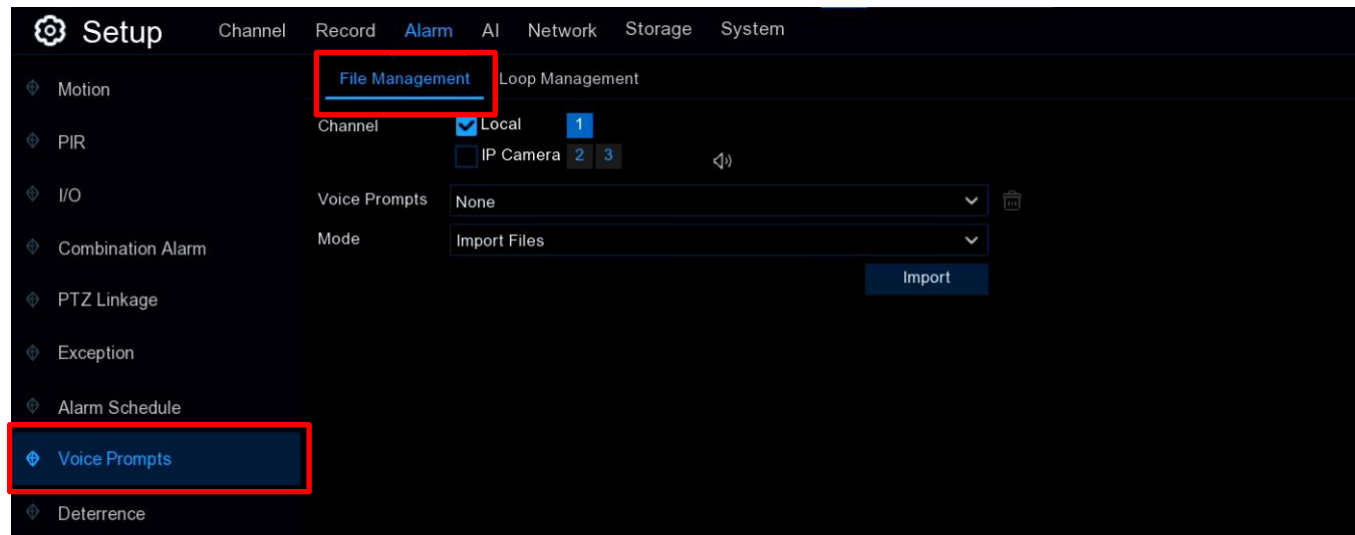 Setup Channel Record Alarm AI Network Storage System
File Management Loop Management
Motion
PIR
I/O
Combination Alarm
PTZ Linkage
Exception
Alarm Schedule
Voice Prompts
Deterrence
Channel Local 1
IP Camera 2 3
Voice Prompts None
Mode Import Files
Import